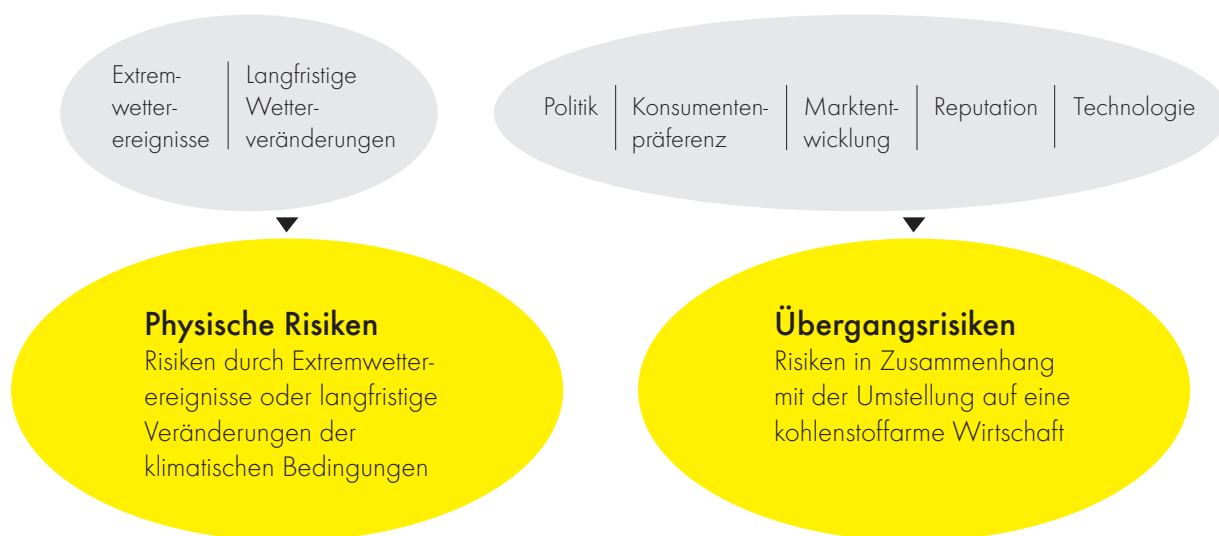 Extrem-
wetter-
ereignisse
Langfristige
Wetter-
veränderungen
Politik
Konsumenten-
präferenz
Marktent-
wicklung
Reputation
Technologie
Physische Risiken
Risiken durch Extremwetter-
ereignisse oder langfristige
Veränderungen der
klimatischen Bedingungen
Übergangsrisiken
Risiken in Zusammenhang
mit der Umstellung auf eine
kohlenstoffarme Wirtschaft